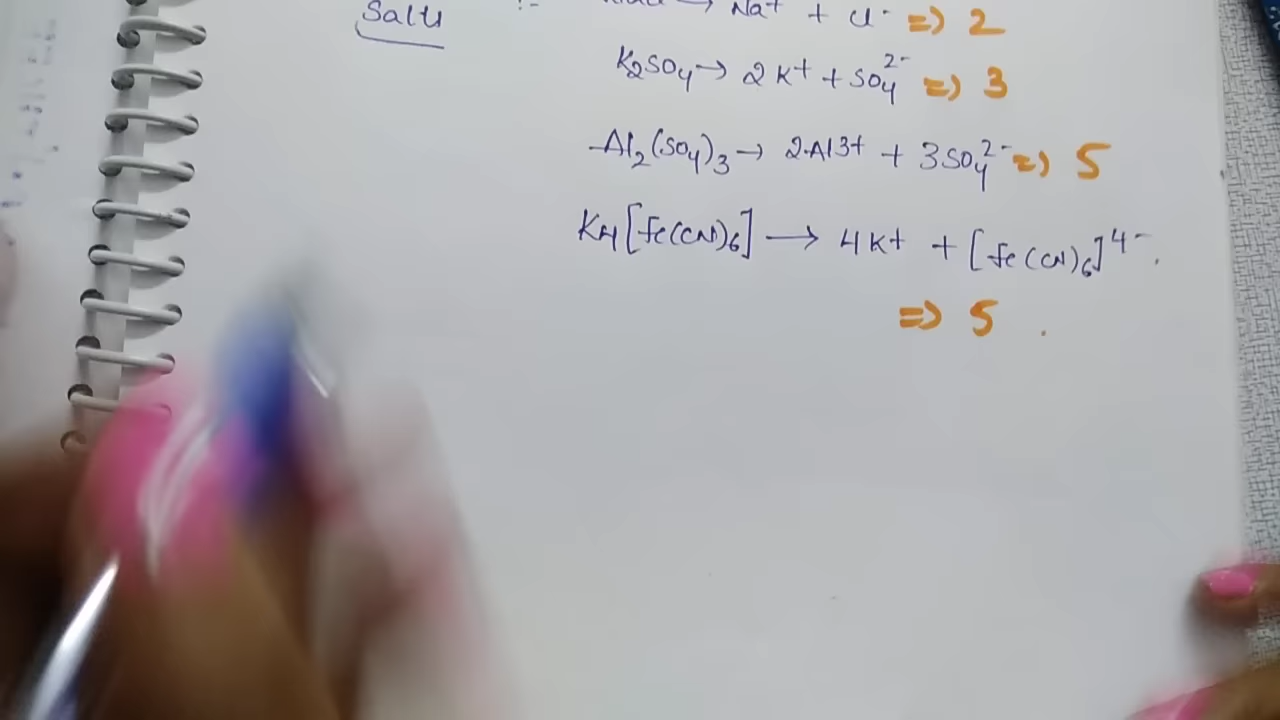 Salts :- NaCl → Na+ + Cl- => 2
K2SO4 → 2K+ + SO4 2- => 3
Al2(SO4)3 → 2Al3+ + 3SO4 2- => 5
K4[Fe(CN)6] → 4K+ + [Fe(CN)6]4-.
=> 5 .